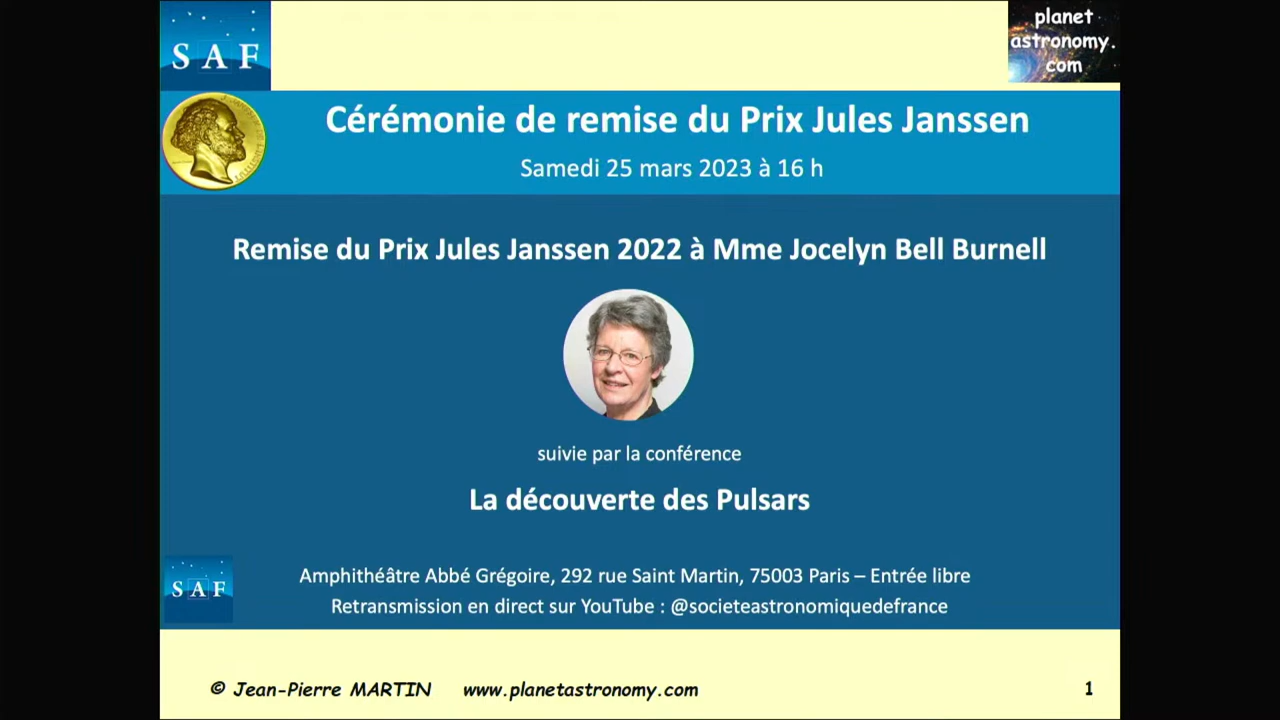 SAF
planet
astronomy.
com
Cérémonie de remise du Prix Jules Janssen
Samedi 25 mars 2023 à 16 h
Remise du Prix Jules Janssen 2022 à Mme Jocelyn Bell Burnell
suivie par la conférence
La découverte des Pulsars
SAF
Amphithéâtre Abbé Grégoire, 292 rue Saint Martin, 75003 Paris – Entrée libre
Retransmission en direct sur YouTube : @societeastronomiquedefrance
© Jean-Pierre MARTIN www.planetastronomy.com 1